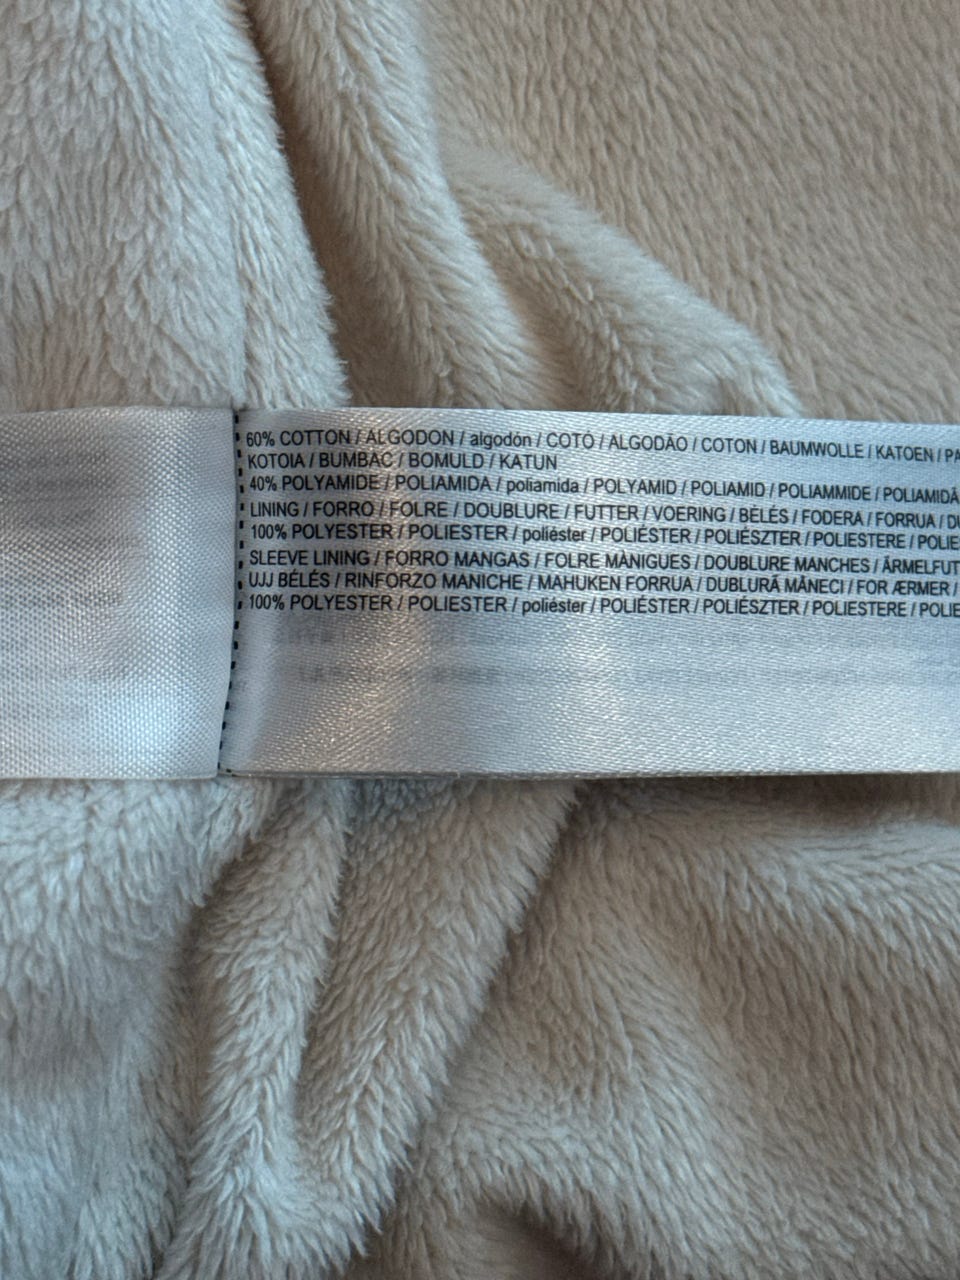 60% COTTON / ALGODON / algodón / COTÓ / ALGODÃO / COTON / BAUMWOLLE / KATOEN /
KOTOIA / BUMBAC / BOMULD / KATUN
40% POLYAMIDE / POLIAMIDA / poliamida / POLYAMID / POLIAMID / POLIAMMIDE /
LINING / FORRO / FOLRE / DOUBLURE / FUTTER / VOERING / BÉLÉS / FODERA / FORRUA /
100% POLYESTER / POLIESTER / poliéster / POLIÉSTER / POLIÉSZTER / POLIESTERE /
SLEEVE LINING / FORRO MANGAS / FOLRE MÀNIGUES / DOUBLURE MANCHES /
UJJ BÉLÉS / RINFORZO MANICHE / MAHUKEN FORRUA / DUBLURĂ MÂNECI / FOR ÆRMER /
100% POLYESTER / POLIESTER / poliéster / POLIÉSTER / POLIÉSZTER / POLIESTERE /